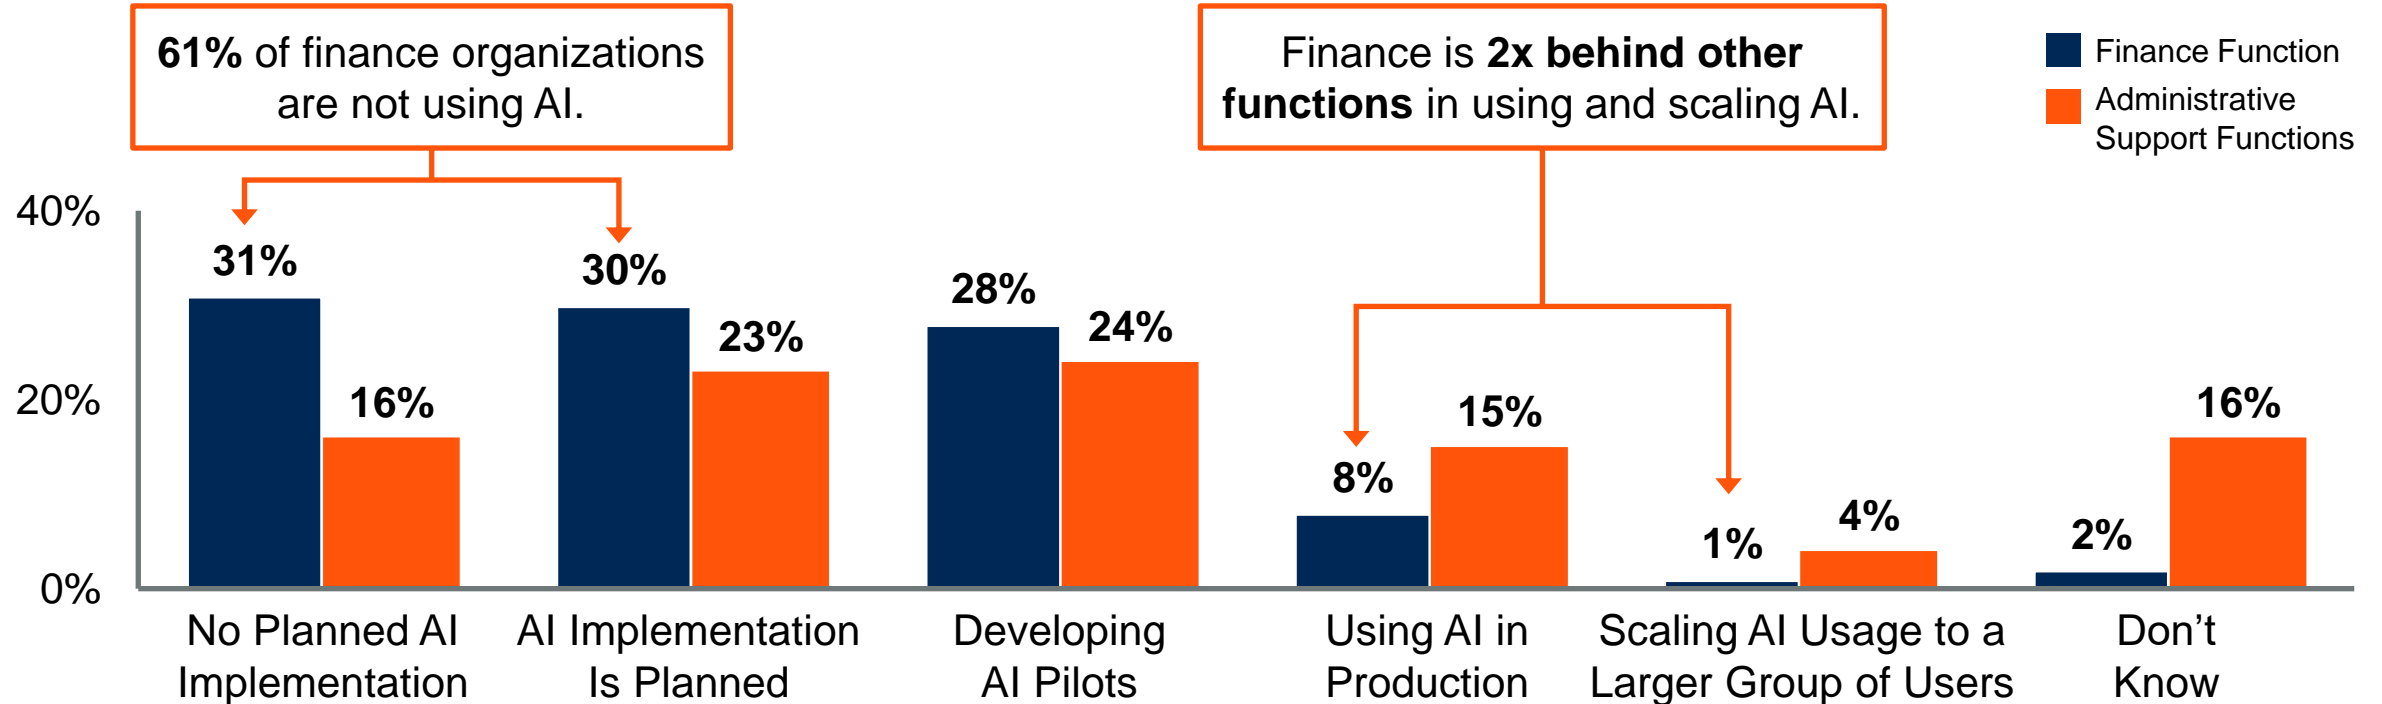 61% of finance organizations
are not using AI.
Finance is 2x behind other
functions in using and scaling AI.
Finance Function
Administrative
Support Functions
40%
20%
0%
31%
16%
30%
23%
28%
24%
8%
15%
1%
4%
2%
16%
No Planned AI
Implementation
AI Implementation
Is Planned
Developing
AI Pilots
Using AI in
Production
Scaling AI Usage to a
Larger Group of Users
Don’t
Know